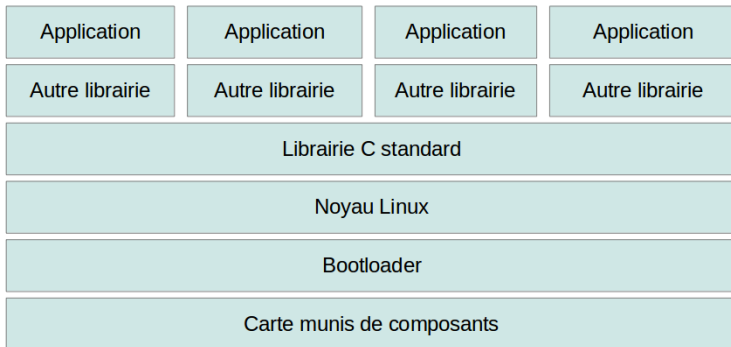 Application Application Application Application
Autre librairie Autre librairie Autre librairie Autre librairie
Librairie C standard
Noyau Linux
Bootloader
Carte munis de composants